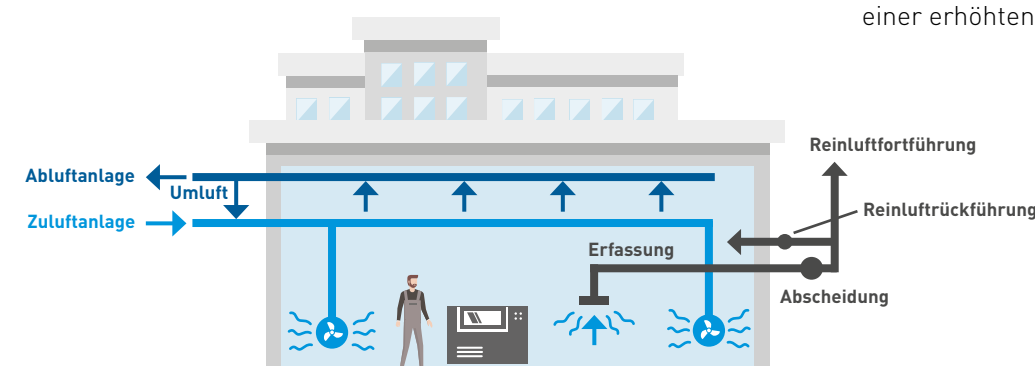 einer erhöhten
Reinluftfortführung
Abluftanlage
Umluft
Zuluftanlage
Reinluftrückführung
Erfassung
Abscheidung